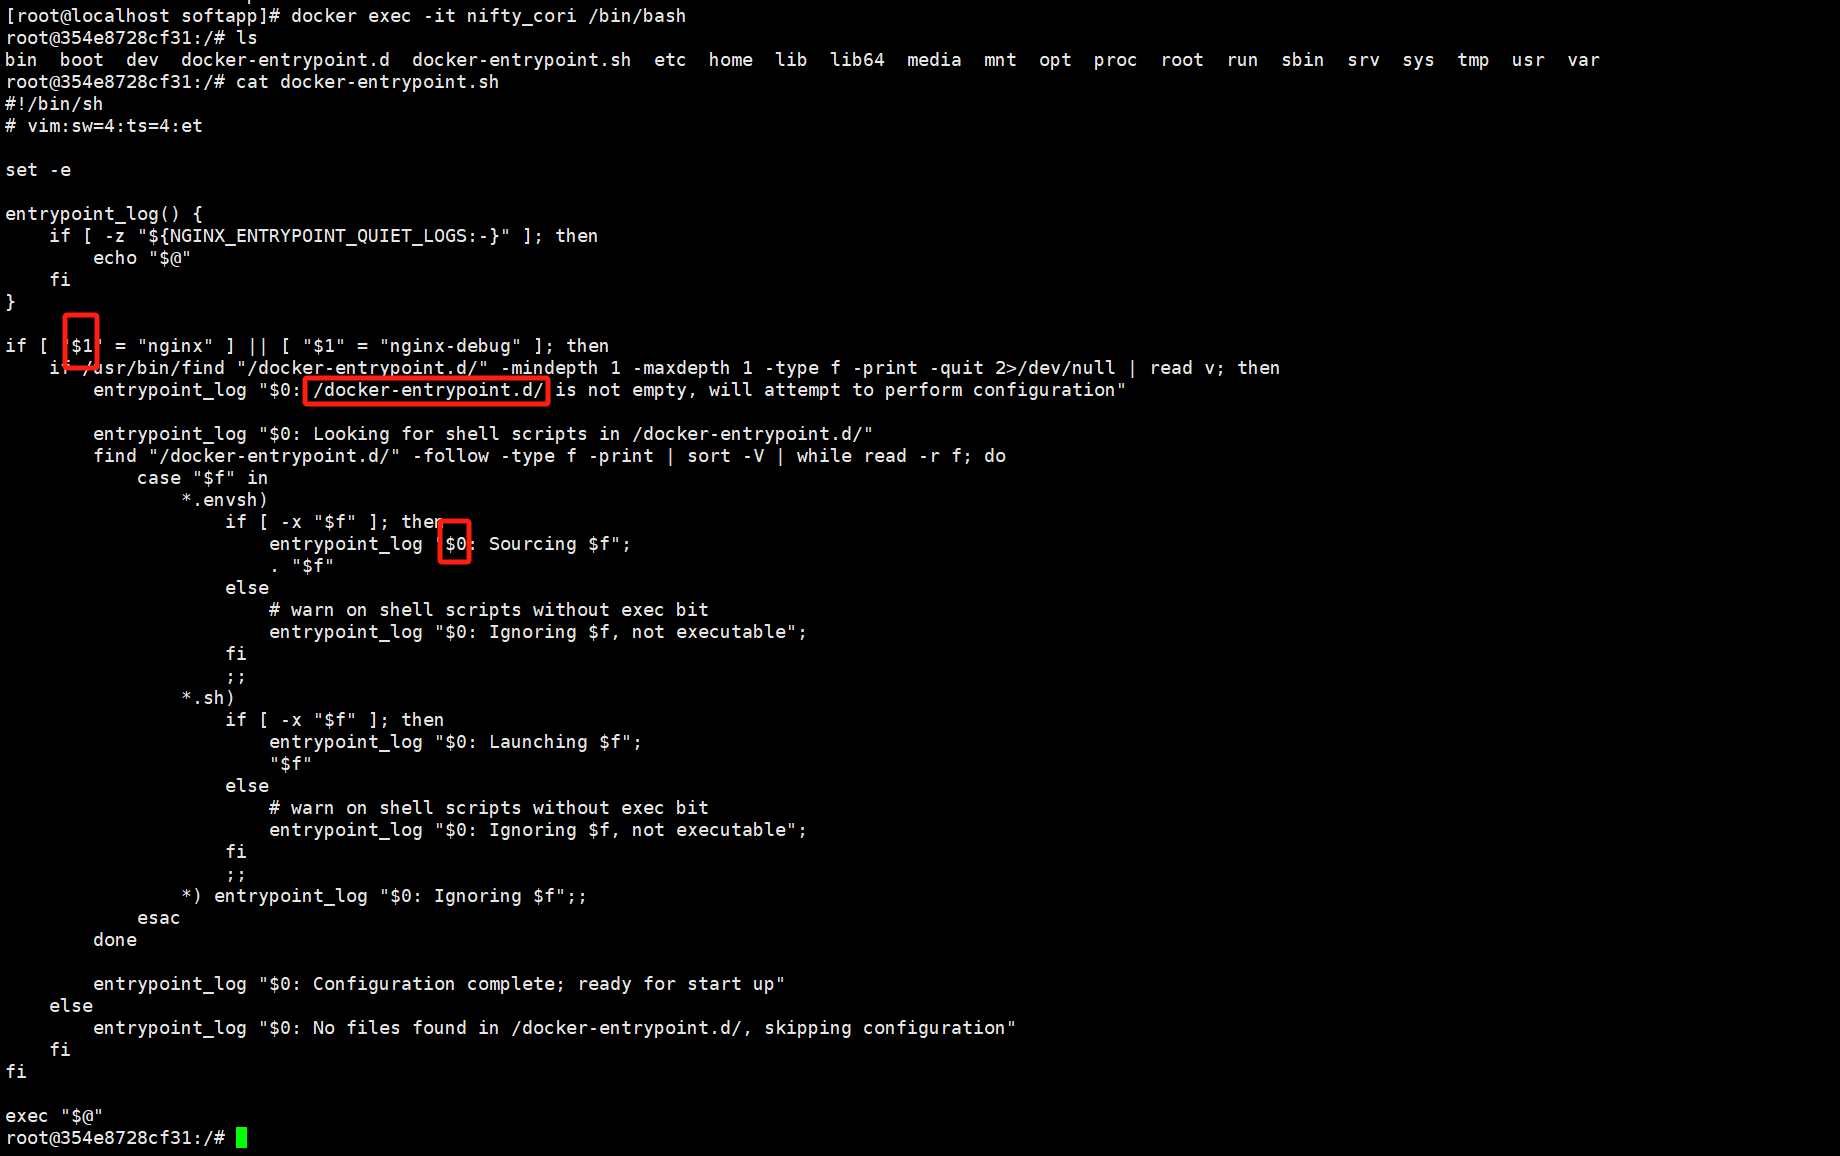 [root@localhost softapp]# docker exec -it nifty_cori /bin/bash
root@354e8728cf31:/# ls
bin  boot  dev  docker-entrypoint.d  docker-entrypoint.sh  etc  home  lib  lib64  media  mnt  opt  proc  root  run  sbin  srv  sys  tmp  usr  var
root@354e8728cf31:/# cat docker-entrypoint.sh
#!/bin/sh
# vim:sw=4:ts=4:et

set -e

entrypoint_log() {
    if [ -z "${NGINX_ENTRYPOINT_QUIET_LOGS:-}" ]; then
        echo "$@"
    fi
}

if [ "$1" = "nginx" ] || [ "$1" = "nginx-debug" ]; then
    if /usr/bin/find "/docker-entrypoint.d/" -mindepth 1 -maxdepth 1 -type f -print -quit 2>/dev/null | read v; then
        entrypoint_log "$0: /docker-entrypoint.d/ is not empty, will attempt to perform configuration"

        entrypoint_log "$0: Looking for shell scripts in /docker-entrypoint.d/"
        find "/docker-entrypoint.d/" -follow -type f -print | sort -V | while read -r f; do
            case "$f" in
                *.envsh)
                    if [ -x "$f" ]; then
                        entrypoint_log "$0: Sourcing $f";
                        . "$f"
                    else
                        # warn on shell scripts without exec bit
                        entrypoint_log "$0: Ignoring $f, not executable";
                    fi
                    ;;
                *.sh)
                    if [ -x "$f" ]; then
                        entrypoint_log "$0: Launching $f";
                        "$f"
                    else
                        # warn on shell scripts without exec bit
                        entrypoint_log "$0: Ignoring $f, not executable";
                    fi
                    ;;
                *) entrypoint_log "$0: Ignoring $f";;
            esac
        done

        entrypoint_log "$0: Configuration complete; ready for start up"
    else
        entrypoint_log "$0: No files found in /docker-entrypoint.d/, skipping configuration"
    fi
fi

exec "$@"
root@354e8728cf31:/#